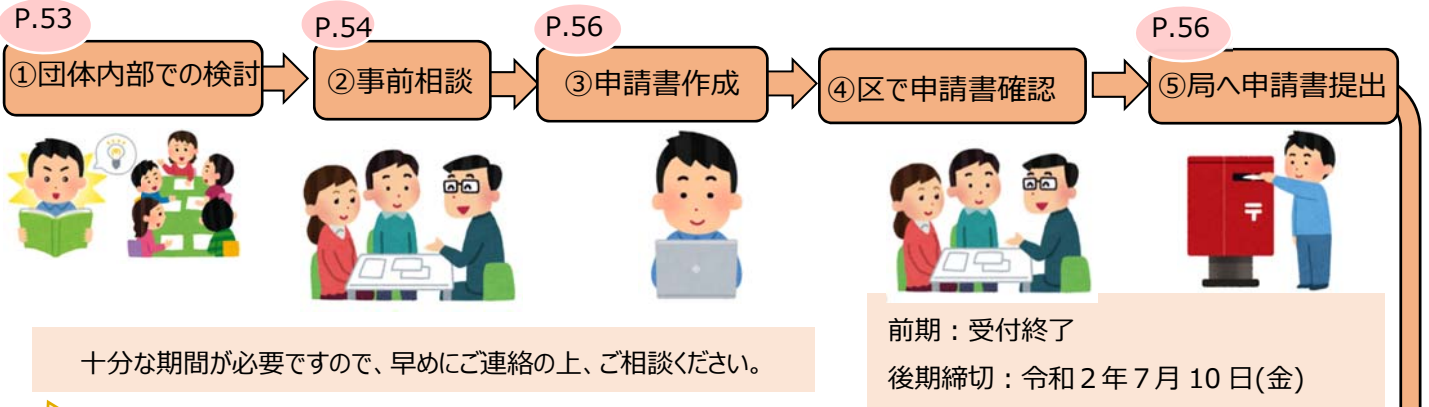 P.53
①団体内部での検討
P.54
②事前相談
P.56
③申請書作成
④区で申請書確認
P.56
⑤局へ申請書提出
〒
十分な期間が必要ですので、早めにご連絡の上、ご相談ください。
前期：受付終了
後期締切：令和２年７月 10 日(金)